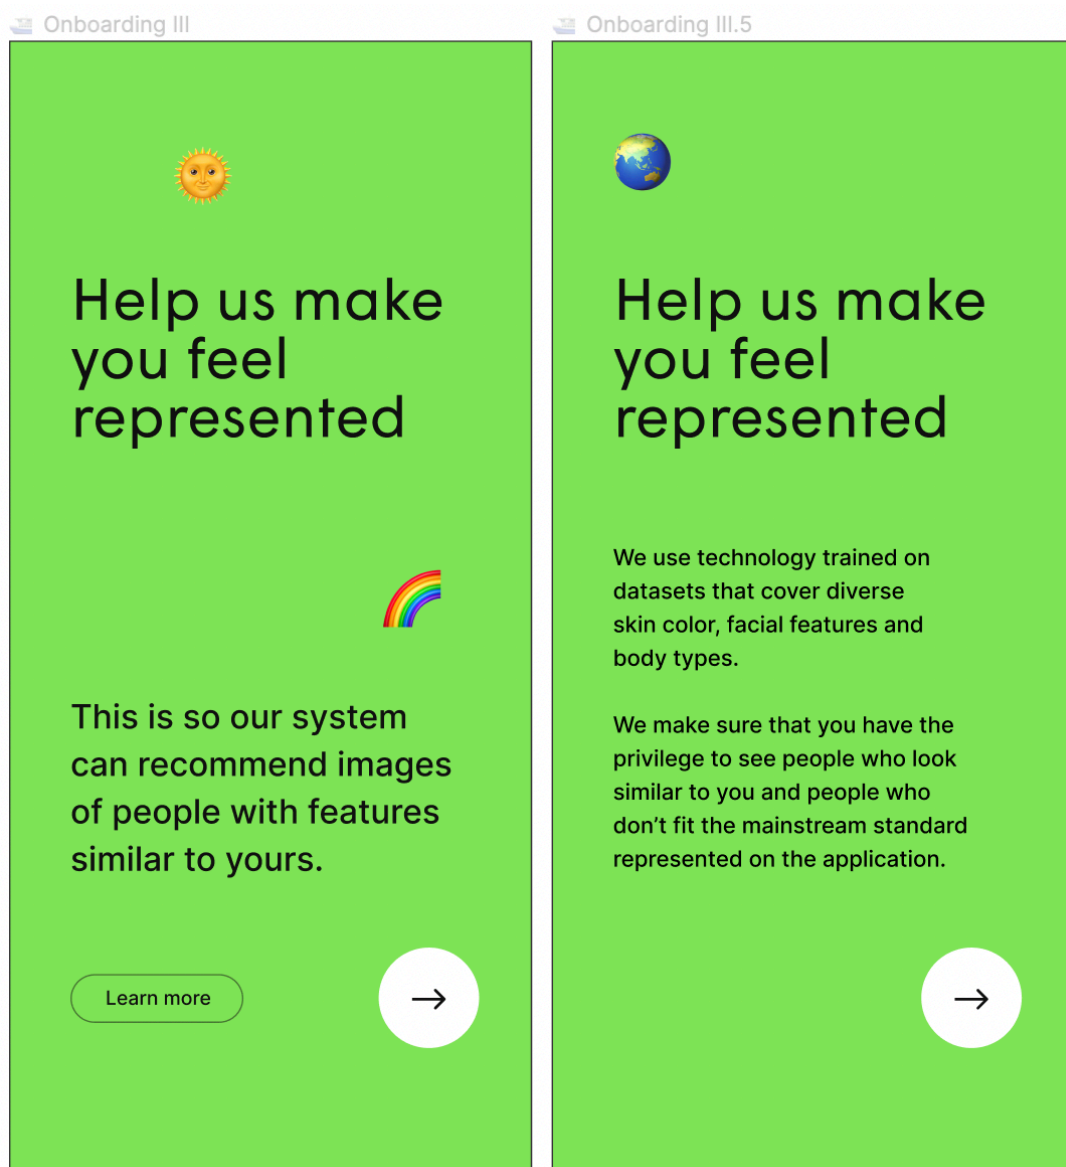 Onboarding III
Help us make
you feel
represented
This is so our system
can recommend images
of people with features
similar to yours.
Learn more
Onboarding III.5
Help us make
you feel
represented
We use technology trained on
datasets that cover diverse
skin color, facial features and
body types.
We make sure that you have the
privilege to see people who look
similar to you and people who
don’t fit the mainstream standard
represented on the application.